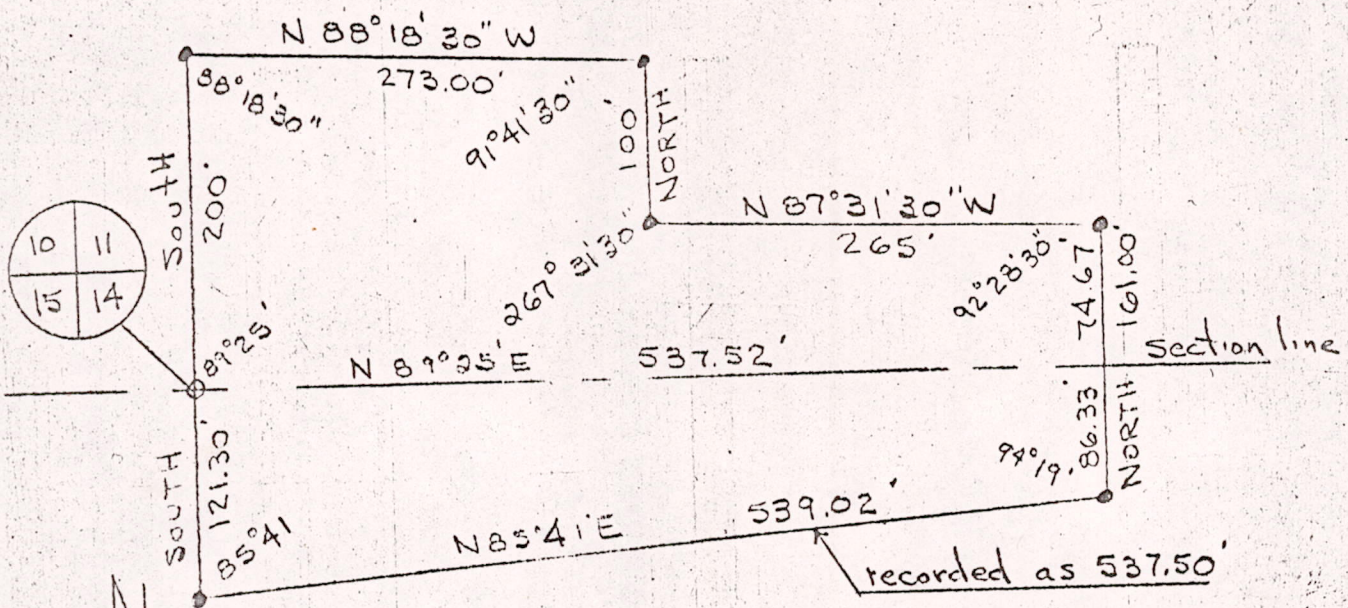 N 88°18'30" W
273.00'
88°18'30"
91°41'30"
100'
NORTH
SOUTH
200'
N 87°31'30" W
265'
267°31'30"
92°28'30"
74.67
161.00'
10 11
15 14
89°25'
N 89°25'E 537.52'
Section line
SOUTH
121.30'
85°41
N85°41'E
539.02'
94°19'
86.33'
NORTH
recorded as 537.50'
N